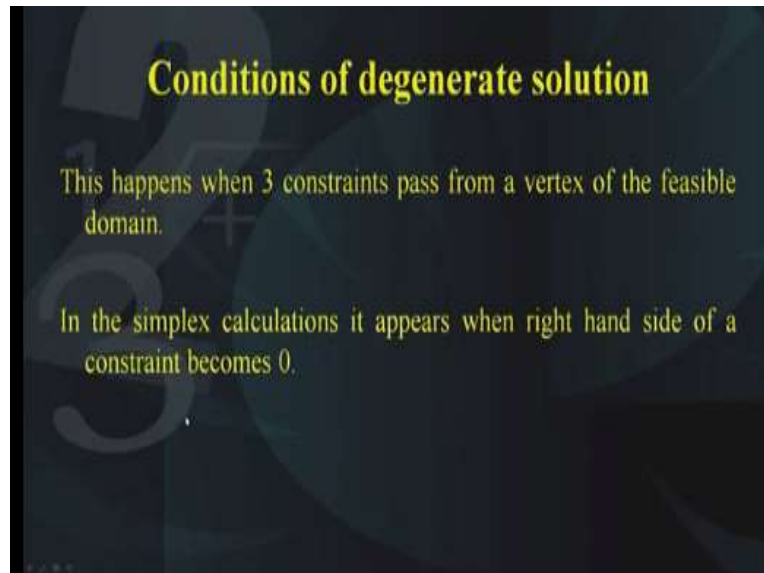 Conditions of degenerate solution
This happens when 3 constraints pass from a vertex of the feasible
domain.
In the simplex calculations it appears when right hand side of a
constraint becomes 0.